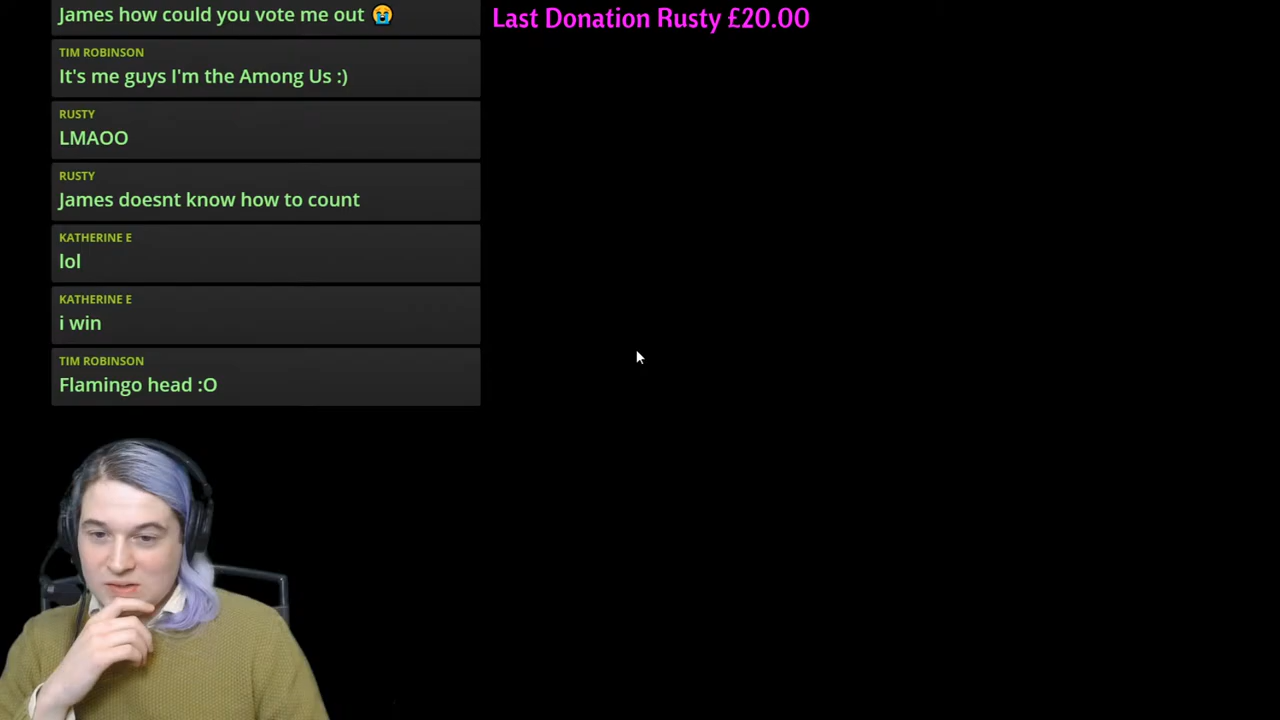 James how could you vote me out 😭
Last Donation Rusty £20.00
TIM ROBINSON
It's me guys I'm the Among Us :)
RUSTY
LMAOO
RUSTY
James doesnt know how to count
KATHERINE E
lol
KATHERINE E
i win
TIM ROBINSON
Flamingo head :O